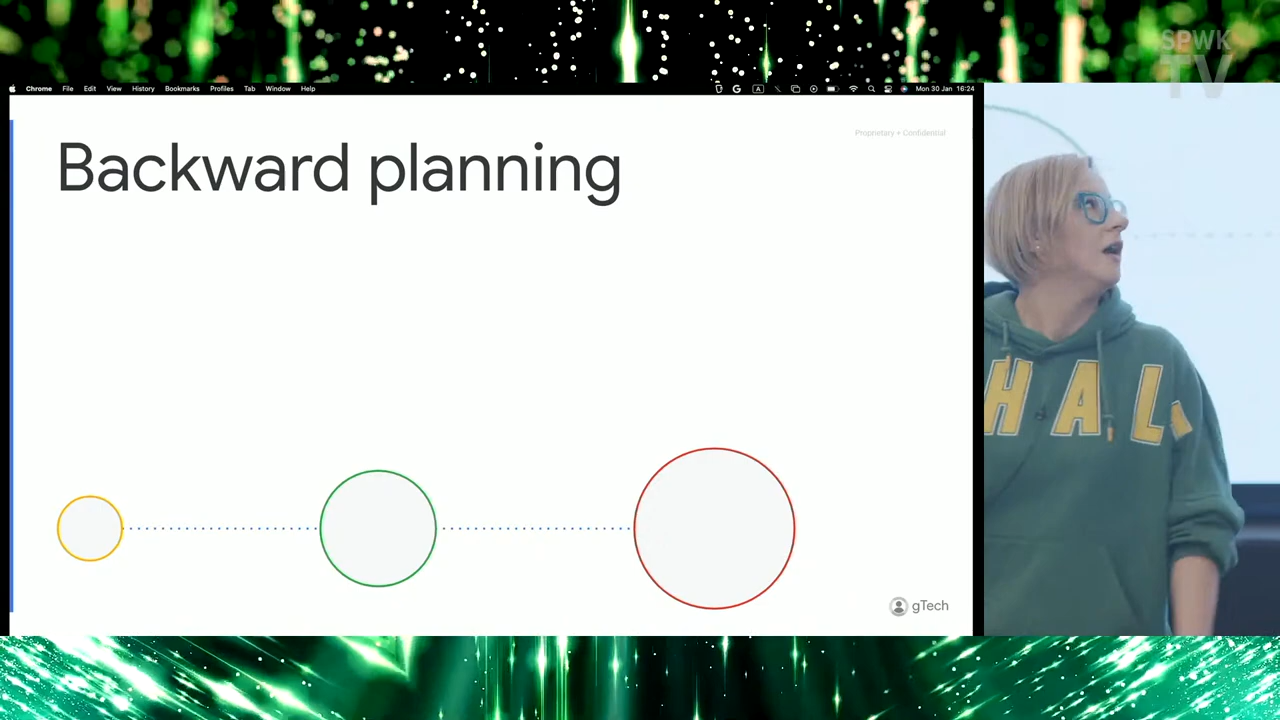 SPWK
TV
Chrome File Edit View History Bookmarks Profiles Tab Window Help
A
Mon 30 Jan 16:24
Proprietary + Confidential
Backward planning
gTech
HAL